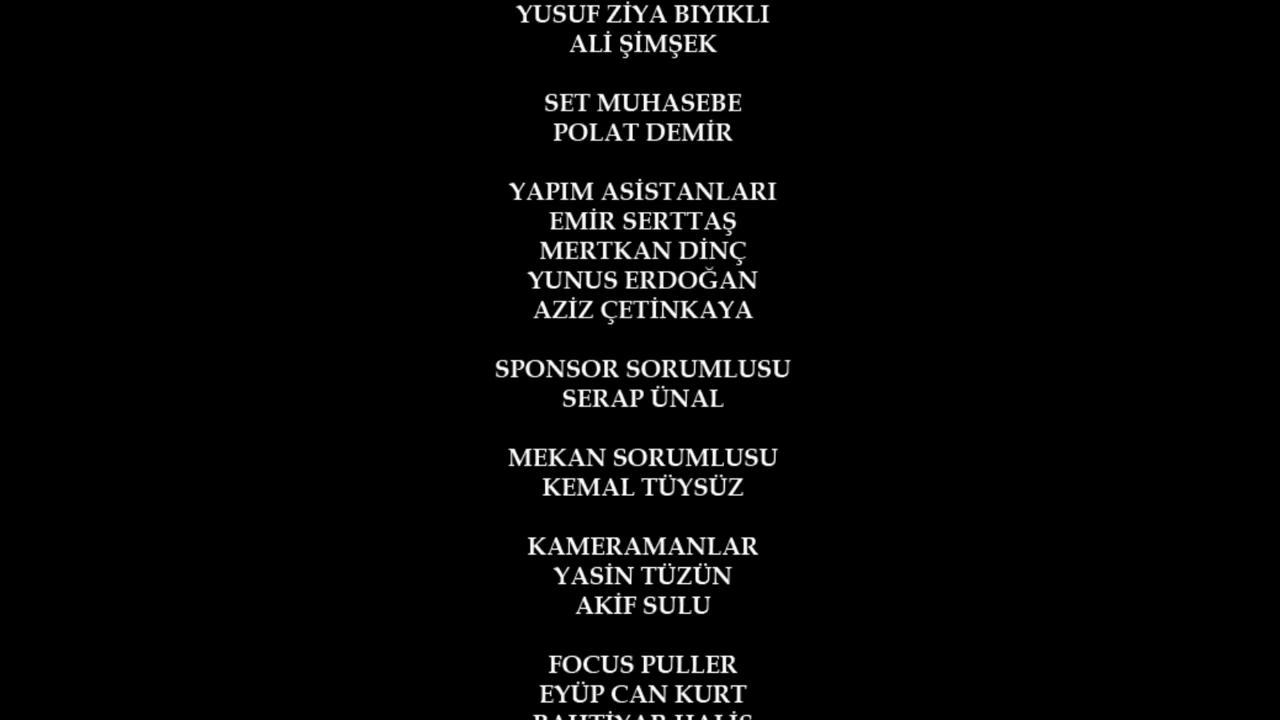 YUSUF ZİYA BIYIKLI
ALİ ŞİMŞEK
SET MUHASEBE
POLAT DEMİR
YAPIM ASİSTANLARI
EMİR SERTTAŞ
MERTKAN DİNÇ
YUNUS ERDOĞAN
AZİZ ÇETİNKAYA
SPONSOR SORUMLUSU
SERAP ÜNAL
MEKAN SORUMLUSU
KEMAL TÜYSÜZ
KAMERAMANLAR
YASİN TÜZÜN
AKİF SULU
FOCUS PULLER
EYÜP CAN KURT